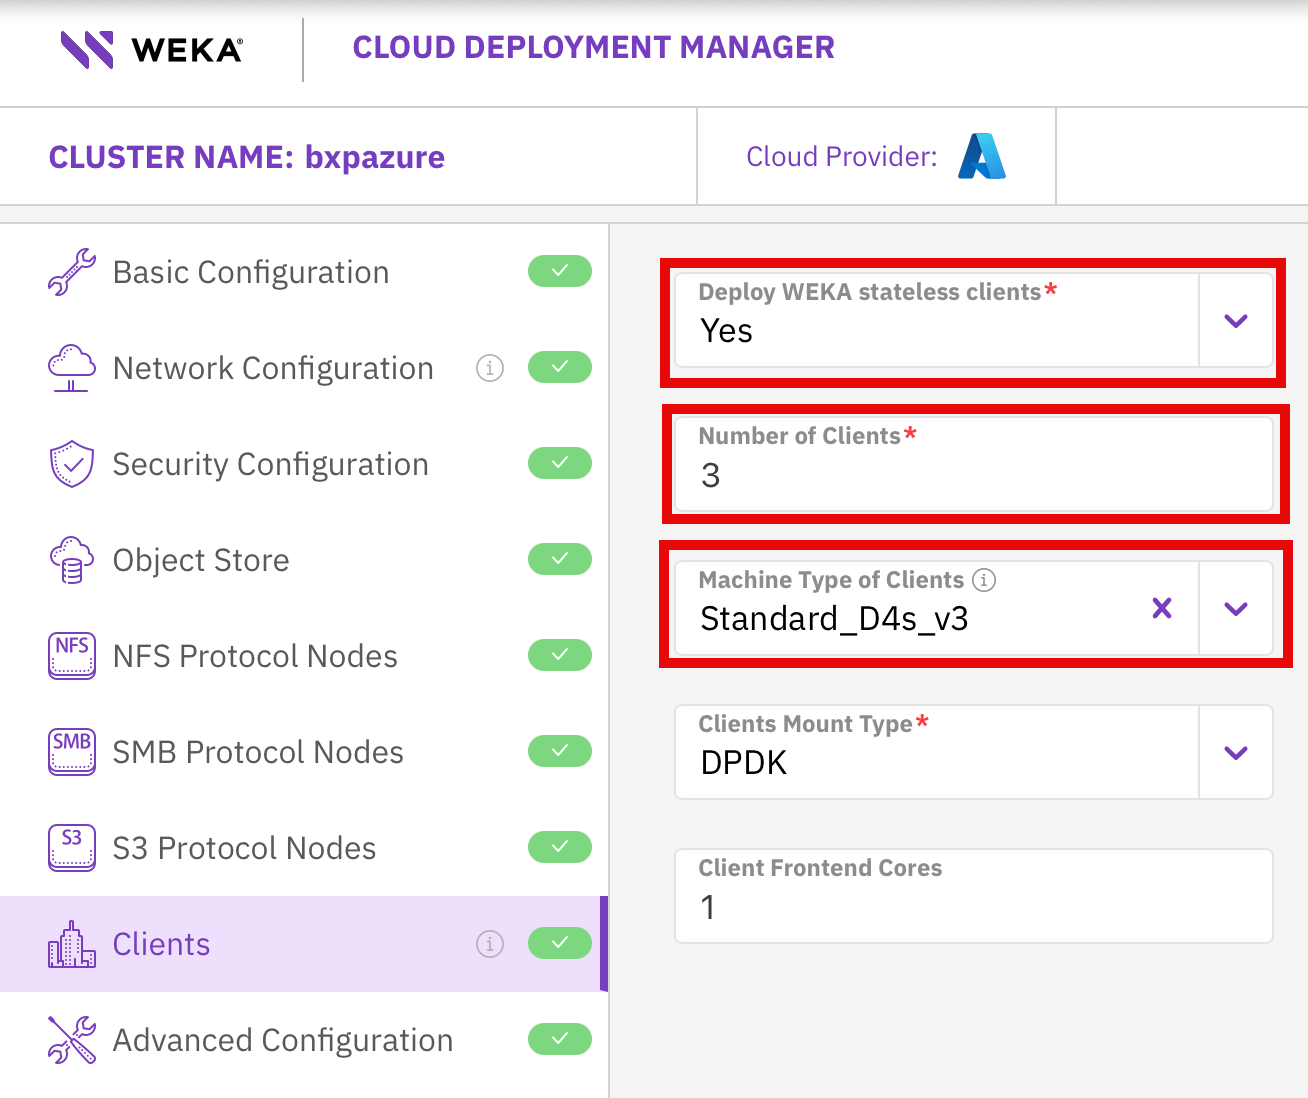 WEKA®
CLOUD DEPLOYMENT MANAGER
CLUSTER NAME: bxpazure
Cloud Provider:
Basic Configuration
Network Configuration
Security Configuration
Object Store
NFS
NFS Protocol Nodes
SMB
SMB Protocol Nodes
S3
S3 Protocol Nodes
Clients
Advanced Configuration
Deploy WEKA stateless clients*
Yes
Number of Clients*
3
Machine Type of Clients
Standard_D4s_v3
Clients Mount Type*
DPDK
Client Frontend Cores
1